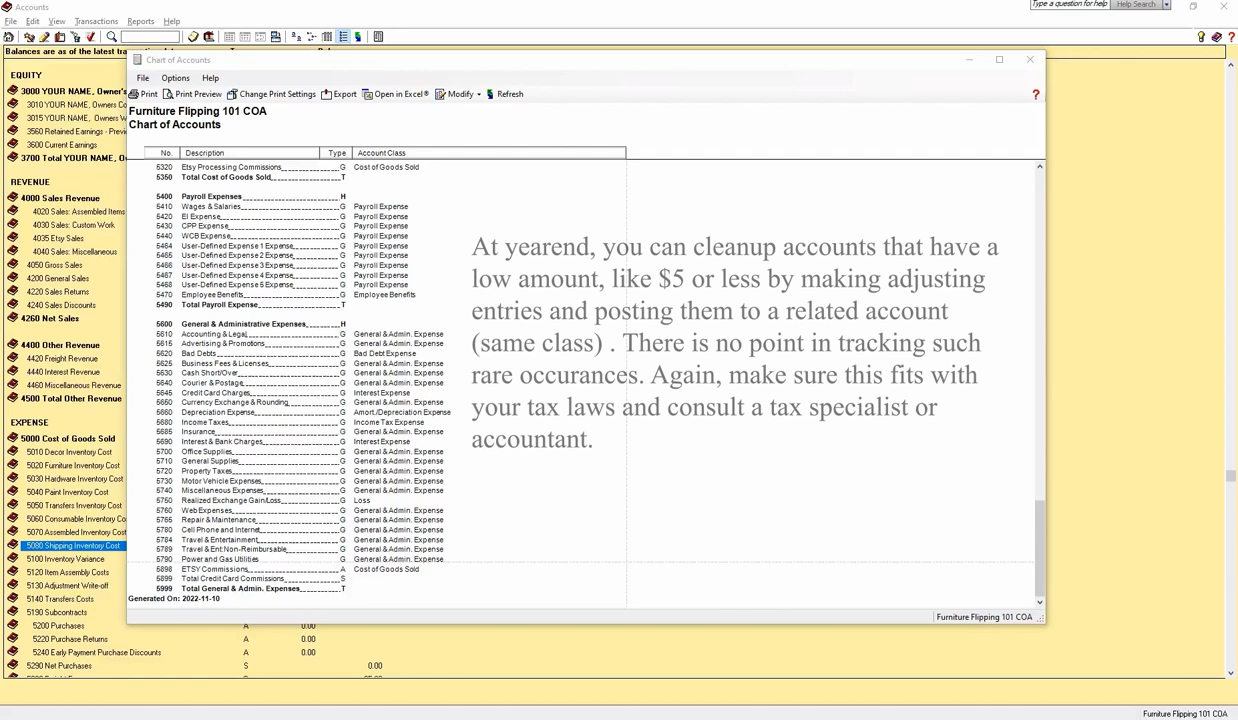 Accounts
Type a question for help Help Search
File Edit View Transactions Reports Help
Balances are as of the latest
EQUITY
3000 YOUR NAME, Owner's
3010 YOUR NAME, Owners Co
3015 YOUR NAME, Owners W
3560 Retained Earnings - Previ
3600 Current Earnings
3700 Total YOUR NAME,
REVENUE
4000 Sales Revenue
4020 Sales: Assembled Items
4030 Sales: Custom Work
4035 Etsy Sales
4040 Sales: Miscellaneous
4050 Gross Sales
4200 General Sales
4220 Sales Returns
4240 Sales Discounts
4260 Net Sales
4400 Other Revenue
4420 Freight Revenue
4440 Interest Revenue
4460 Miscellaneous Revenue
4500 Total Other Revenue
EXPENSE
5000 Cost of Goods Sold
5010 Decor Inventory Cost
5020 Furniture Inventory Cost
5030 Hardware Inventory Cost
5040 Paint Inventory Cost
5050 Transfers Inventory Cost
5060 Consumable Inventory Co
5070 Assembled Inventory Cost
5080 Shipping Inventory Cost
5100 Inventory Variance
5120 Item Assembly Costs
5130 Adjustment Write-off
5140 Transfers Costs
5190 Subcontracts
5200 Purchases A 0.00
5220 Purchase Returns A 0.00
5240 Early Payment Purchase Discounts A 0.00
5290 Net Purchases S 0.00
Chart of Accounts
File Options Help
Print Print Preview Change Print Settings Export Open in Excel® Modify Refresh
Furniture Flipping 101 COA
Chart of Accounts
No. Description Type Account Class
5320 Etsy Processing Commissions G Cost of Goods Sold
5350 Total Cost of Goods Sold T
5400 Payroll Expenses H
5410 Wages & Salaries G Payroll Expense
5420 EI Expense G Payroll Expense
5430 CPP Expense G Payroll Expense
5440 WCB Expense G Payroll Expense
5464 User-Defined Expense 1 Expense G Payroll Expense
5465 User-Defined Expense 2 Expense G Payroll Expense
5466 User-Defined Expense 3 Expense G Payroll Expense
5467 User-Defined Expense 4 Expense G Payroll Expense
5468 User-Defined Expense 5 Expense G Payroll Expense
5470 Employee Benefits G Employee Benefits
5490 Total Payroll Expense T
5600 General & Administrative Expenses H
5610 Accounting & Legal G General & Admin. Expense
5615 Advertising & Promotions G General & Admin. Expense
5620 Bad Debts G Bad Debt Expense
5625 Business Fees & Licenses G General & Admin. Expense
5630 Cash Short/Over G General & Admin. Expense
5640 Courier & Postage G General & Admin. Expense
5645 Credit Card Charges G Interest Expense
5650 Currency Exchange & Rounding G General & Admin. Expense
5660 Depreciation Expense G Amort./Depreciation Expense
5680 Income Taxes G Income Tax Expense
5685 Insurance G General & Admin. Expense
5690 Interest & Bank Charges G Interest Expense
5700 Office Supplies G General & Admin. Expense
5710 General Supplies G General & Admin. Expense
5720 Property Taxes G General & Admin. Expense
5730 Motor Vehicle Expenses G General & Admin. Expense
5740 Miscellaneous Expenses G General & Admin. Expense
5750 Realized Exchange Gain/Loss G Loss
5760 Web Expenses G General & Admin. Expense
5765 Repair & Maintenance G General & Admin. Expense
5780 Cell Phone and Internet G General & Admin. Expense
5784 Travel & Entertainment G General & Admin. Expense
5789 Travel & Ent:Non-Reimbursable G General & Admin. Expense
5790 Power and Gas Utilities G General & Admin. Expense
5898 ETSY Commissions A Cost of Goods Sold
5899 Total Credit Card Commissions S
5999 Total General & Admin. Expenses T
Generated On: 2022-11-10
At yearend, you can cleanup accounts that have a
low amount, like $5 or less by making adjusting
entries and posting them to a related account
(same class) . There is no point in tracking such
rare occurances. Again, make sure this fits with
your tax laws and consult a tax specialist or
accountant.
Furniture Flipping 101 COA
Furniture Flipping 101 COA